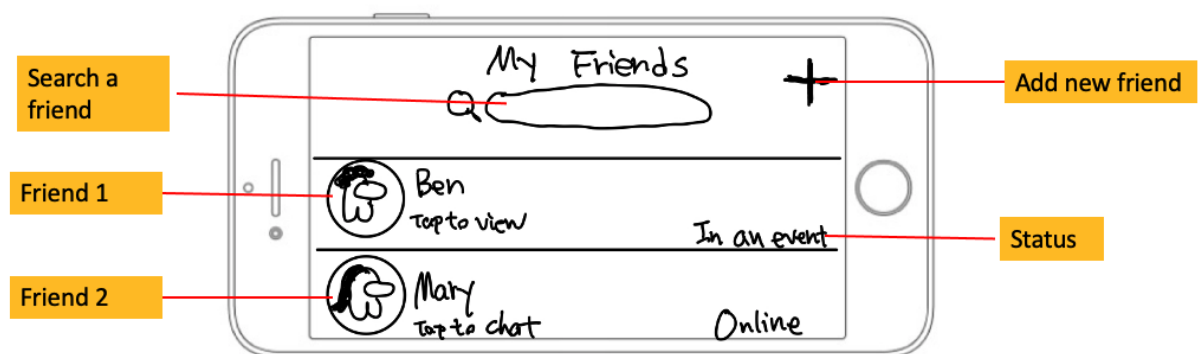 My Friends
Search a
friend
Add new friend
Friend 1
Ben
Tap to view
In an event
Status
Friend 2
Mary
Tap to chat
Online